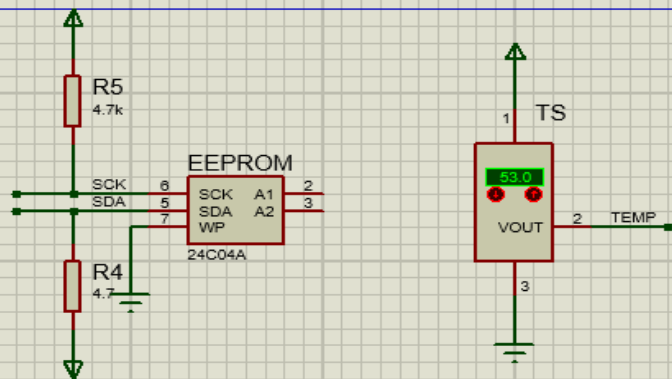 R5
4.7k
EEPROM
SCK
SDA
6
5
7
SCK
SDA
WP
A1
A2
2
3
24C04A
R4
4.7
TS
1
53.0
VOUT
2
TEMP
3